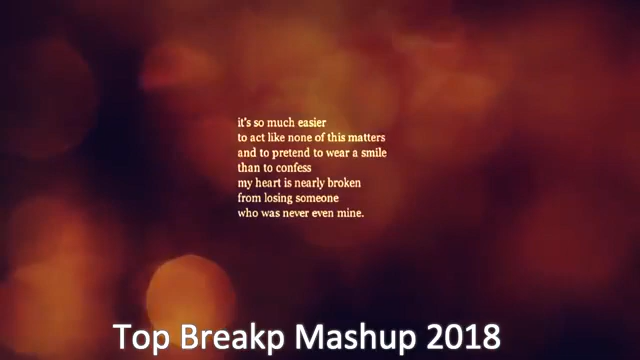 it's so much easier
to act like none of this matters
and to pretend to wear a smile
than to confess
my heart is nearly broken
from losing someone
who was never even mine.
Top Breakp Mashup 2018